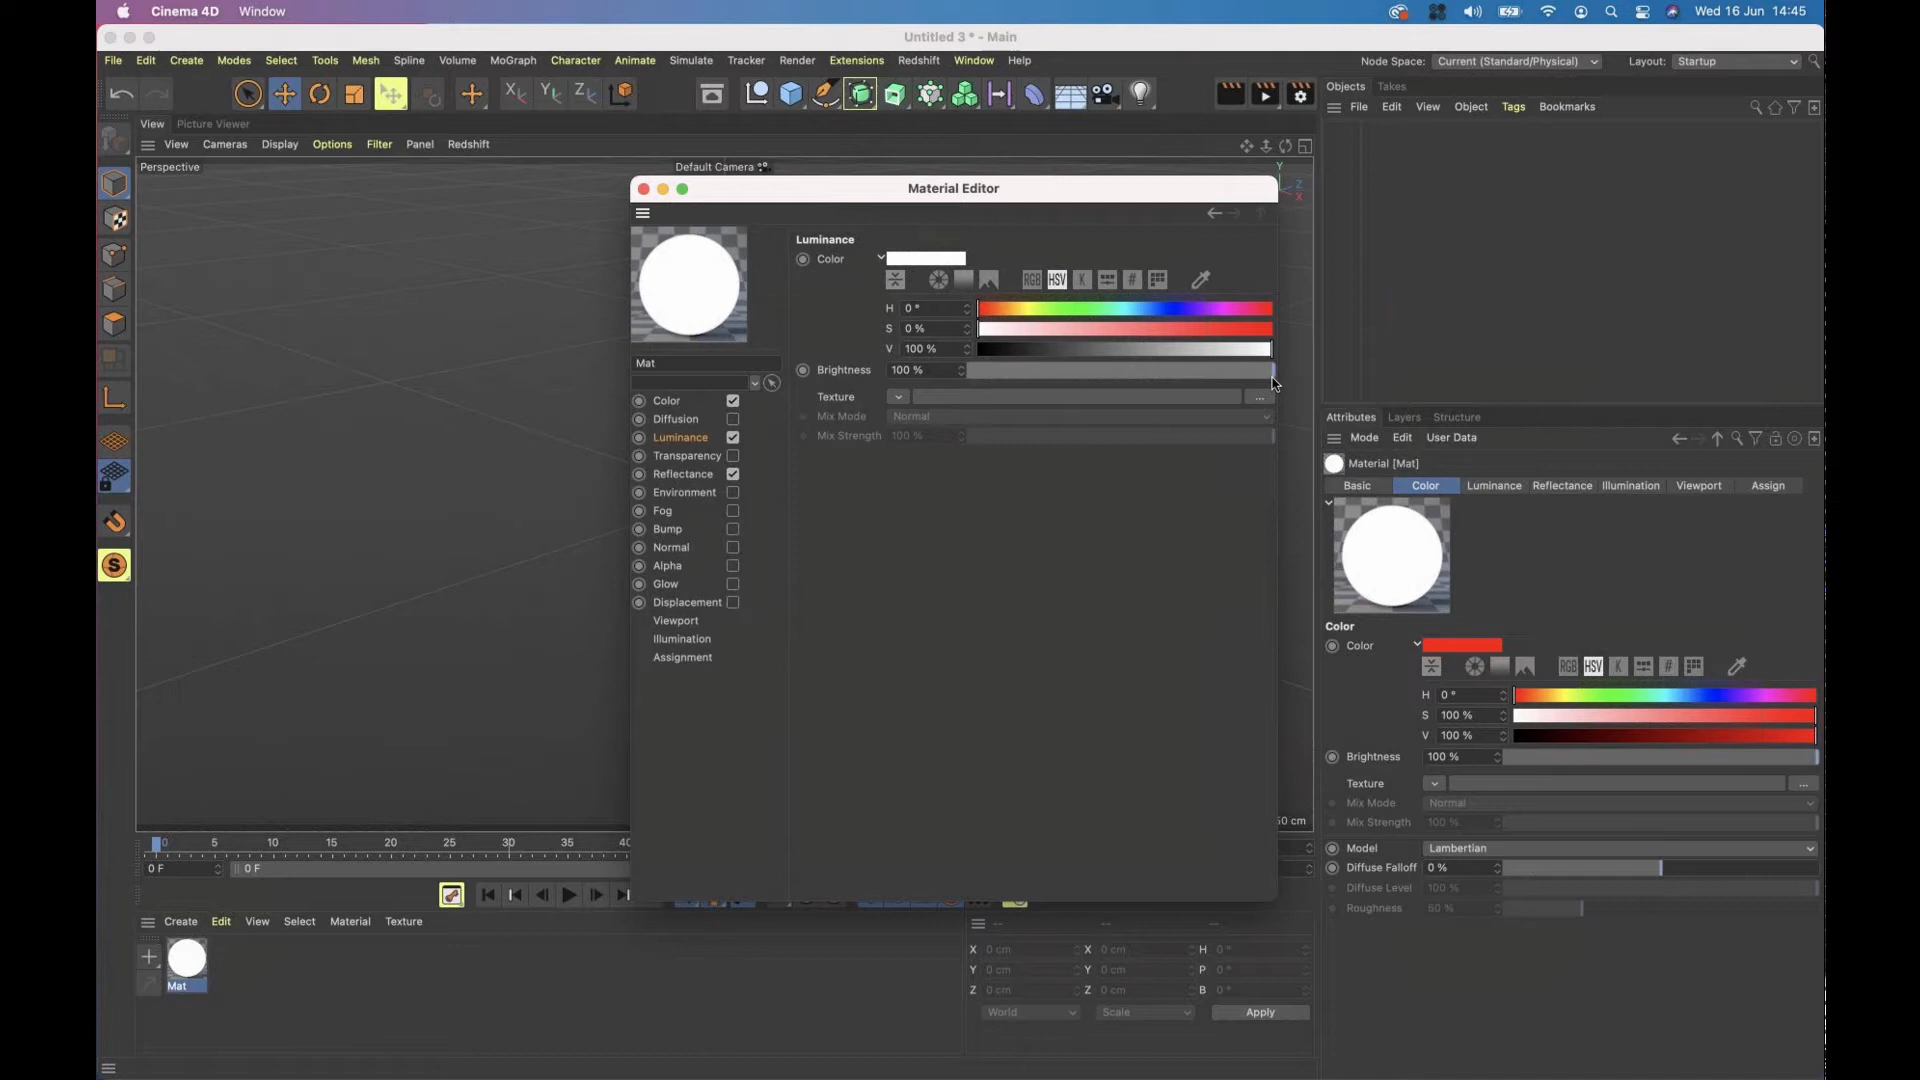 Cinema 4D Window Wed 16 Jun 14:45
Untitled 3 * - Main
File Edit Create Modes Select Tools Mesh Spline Volume MoGraph Character Animate Simulate Tracker Render Extensions Redshift Window Help Node Space: Current (Standard/Physical) Layout: Startup
X Y Z
Objects Takes
File Edit View Object Tags Bookmarks
View Picture Viewer
View Cameras Display Options Filter Panel Redshift
Perspective Default Camera
Y
Z
X
Material Editor
Luminance
Color
RGB HSV K #
H 0 °
S 0 %
V 100 %
Brightness 100 %
Texture ...
Mix Mode Normal
Mix Strength 100 %
Mat
Color
Diffusion
Luminance
Transparency
Reflectance
Environment
Fog
Bump
Normal
Alpha
Glow
Displacement
Viewport
Illumination
Assignment
Attributes Layers Structure
Mode Edit User Data
Material [Mat]
Basic Color Luminance Reflectance Illumination Viewport Assign
Color
Color
RGB HSV K #
H 0 °
S 100 %
V 100 %
Brightness 100 %
Texture ...
Mix Mode Normal
Mix Strength 100 %
Model Lambertian
Diffuse Falloff 0 %
Diffuse Level 100 %
Roughness 50 %
S
50 cm
0 5 10 15 20 25 30 35 40
0 F 0 F
Create Edit View Select Material Texture
Mat
-- -- --
X 0 cm X 0 cm H 0 °
Y 0 cm Y 0 cm P 0 °
Z 0 cm Z 0 cm B 0 °
World Scale Apply